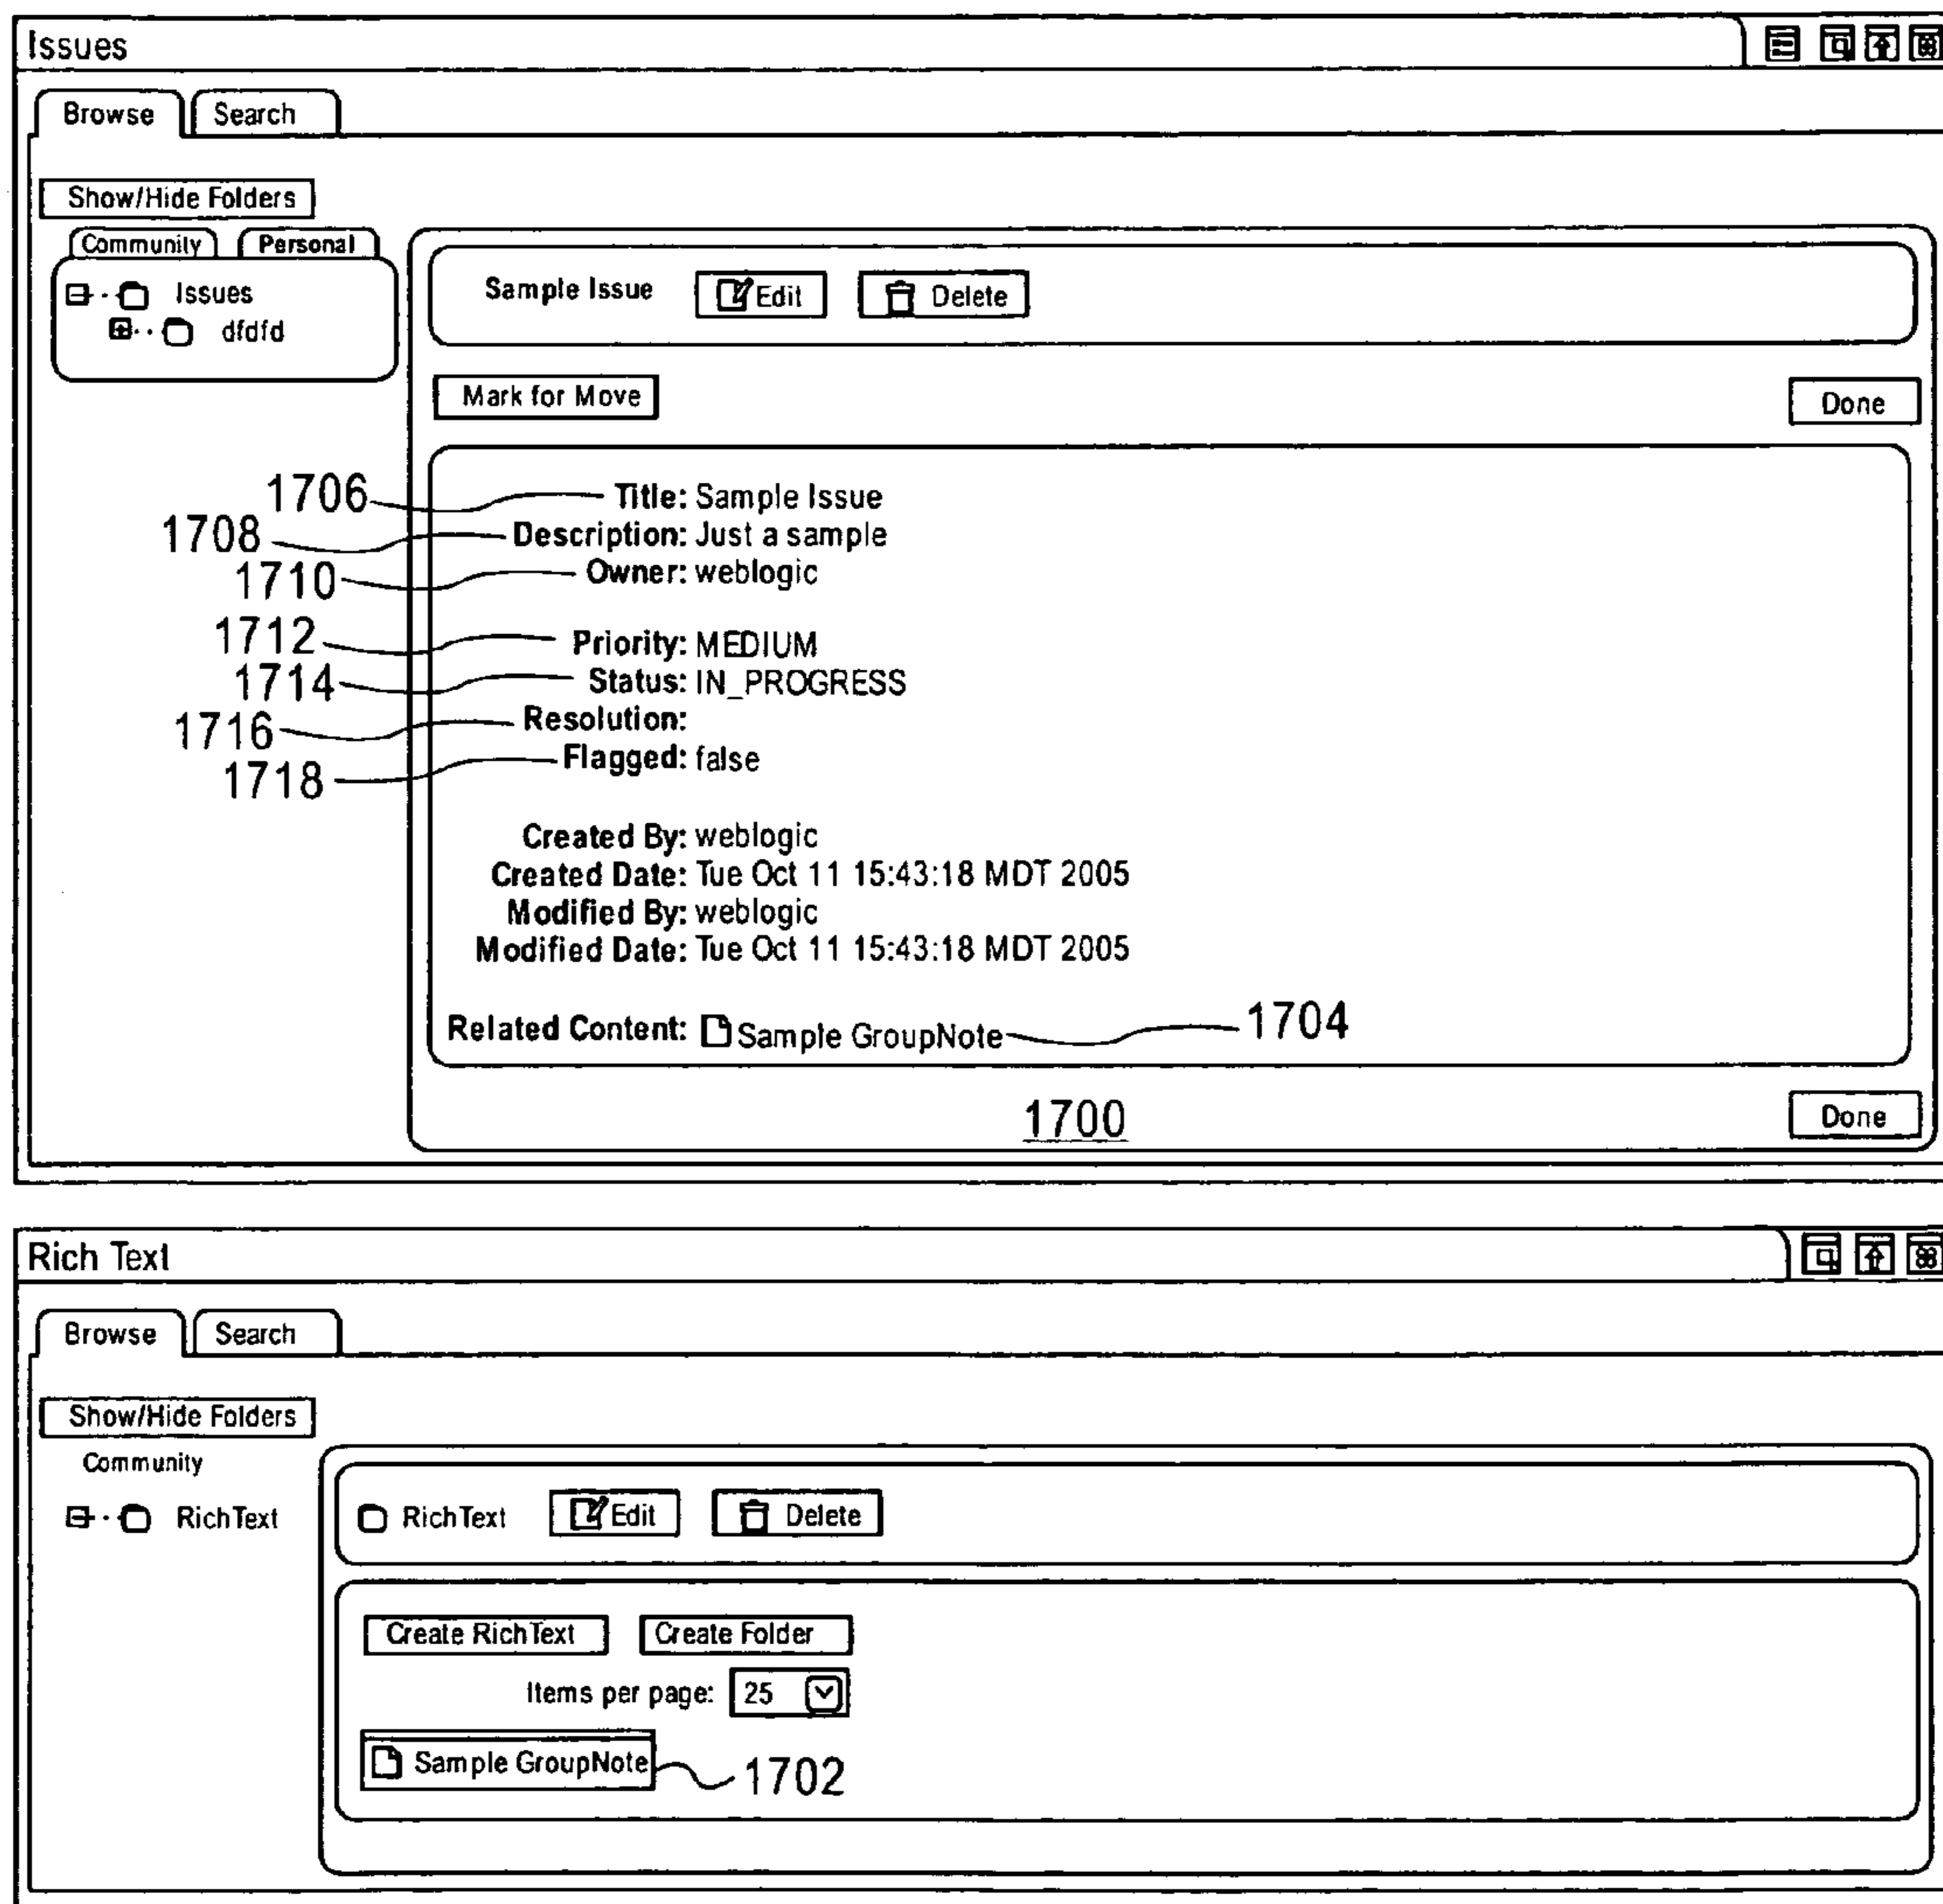 Issues
Browse Search
Show/Hide Folders
Community Personal
Issues
dfdfd
Sample Issue Edit Delete
Mark for Move Done
1706 Title: Sample Issue
1708 Description: Just a sample
1710 Owner: weblogic
1712 Priority: MEDIUM
1714 Status: IN_PROGRESS
1716 Resolution:
1718 Flagged: false
Created By: weblogic
Created Date: Tue Oct 11 15:43:18 MDT 2005
Modified By: weblogic
Modified Date: Tue Oct 11 15:43:18 MDT 2005
Related Content: Sample GroupNote 1704
1700 Done
Rich Text
Browse Search
Show/Hide Folders
Community
RichText
RichText Edit Delete
Create RichText Create Folder
Items per page: 25
Sample GroupNote 1702